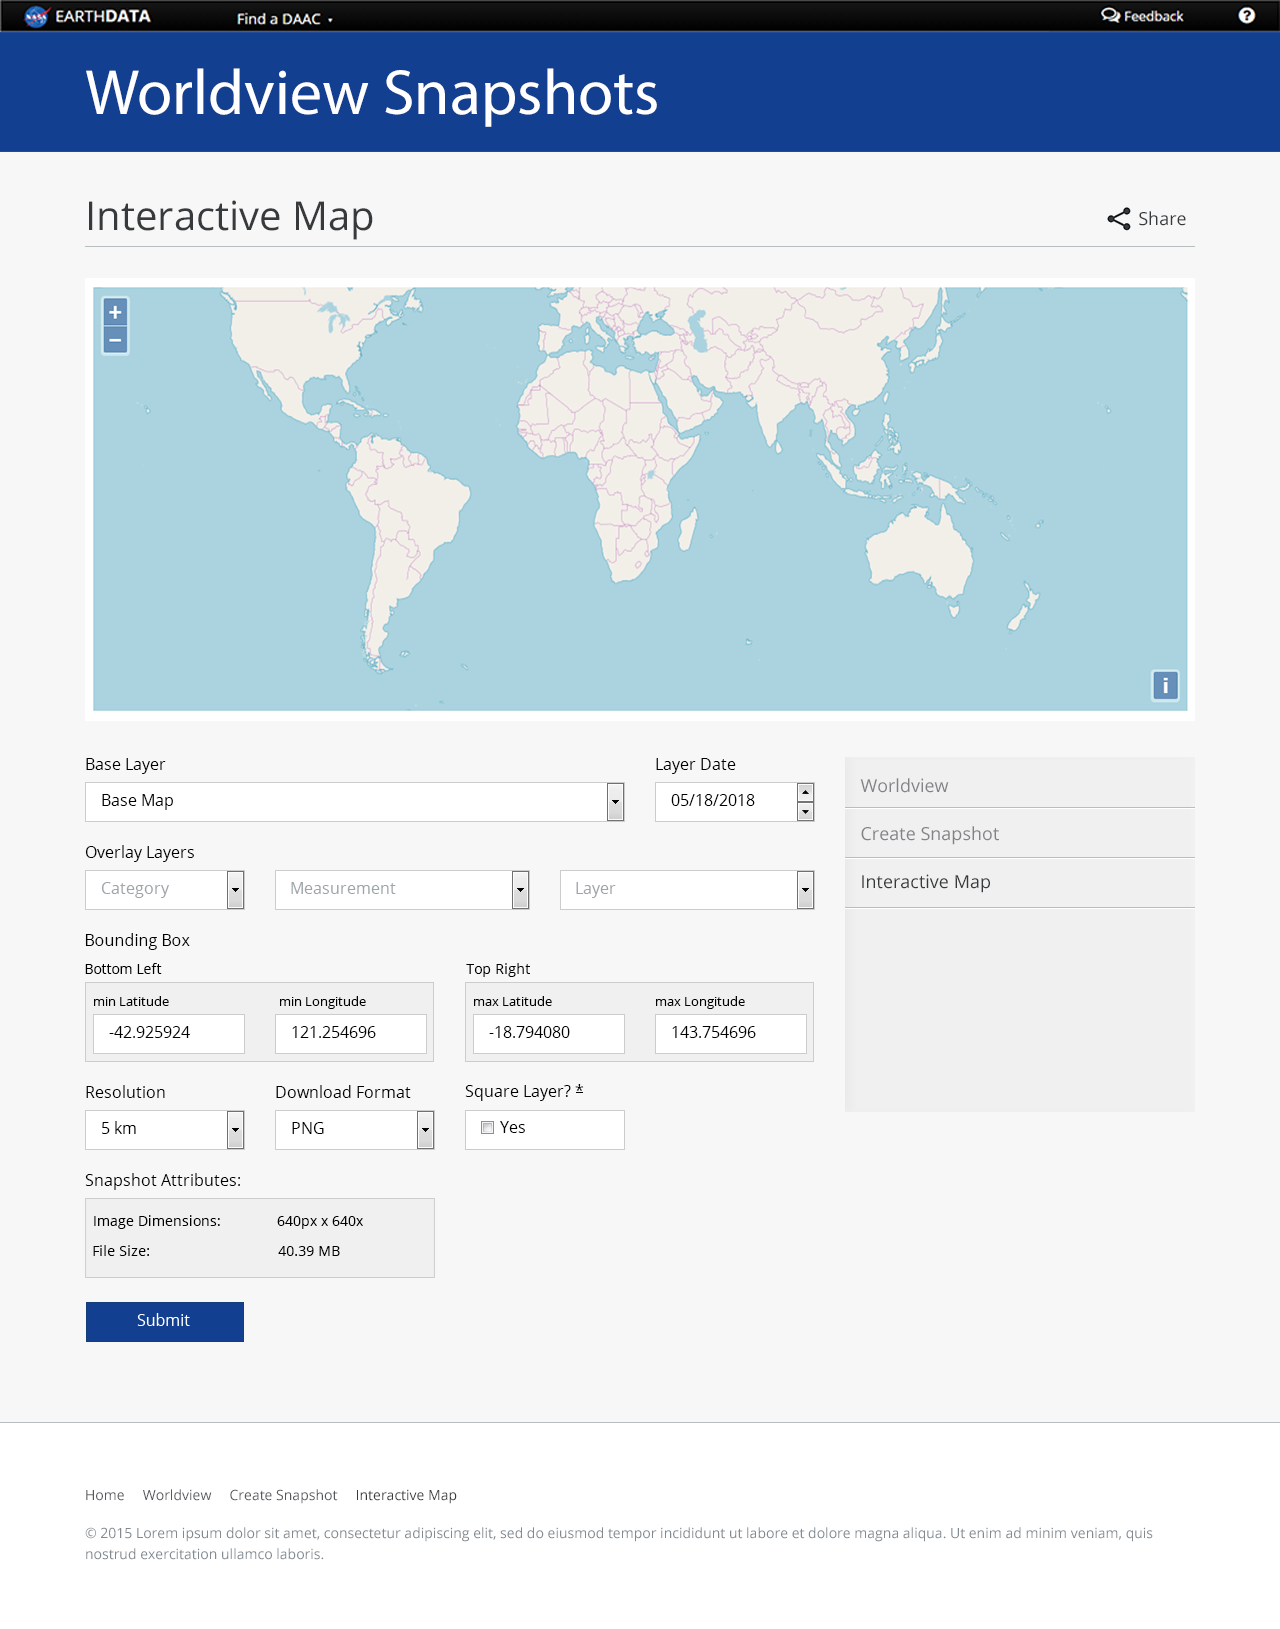 EARTHDATA Find a DAAC Feedback ?
Worldview Snapshots
Interactive Map
Share
+
−
i
Base Layer Layer Date
Base Map 05/18/2018
Overlay Layers
Category Measurement Layer
Bounding Box
Bottom Left Top Right
min Latitude min Longitude max Latitude max Longitude
-42.925924 121.254696 -18.794080 143.754696
Resolution Download Format Square Layer? *
5 km PNG Yes
Snapshot Attributes:
Image Dimensions: 640px x 640x
File Size: 40.39 MB
Submit
Worldview
Create Snapshot
Interactive Map
Home Worldview Create Snapshot Interactive Map
© 2015 Lorem ipsum dolor sit amet, consectetur adipiscing elit, sed do eiusmod tempor incididunt ut labore et dolore magna aliqua. Ut enim ad minim veniam, quis
nostrud exercitation ullamco laboris.